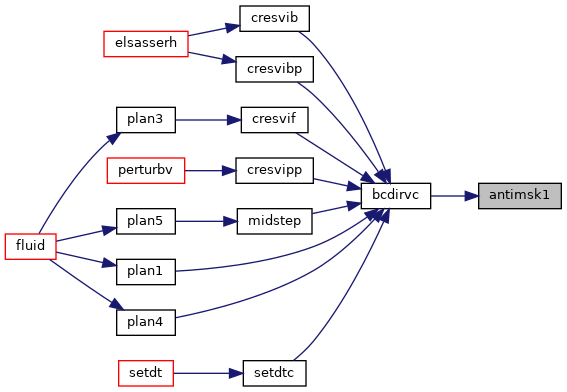 cresvib
elsasserh
cresvibp
plan3
cresvif
perturbv
cresvipp
bcdirvc
antimsk1
plan5
midstep
fluid
plan1
plan4
setdt
setdtc